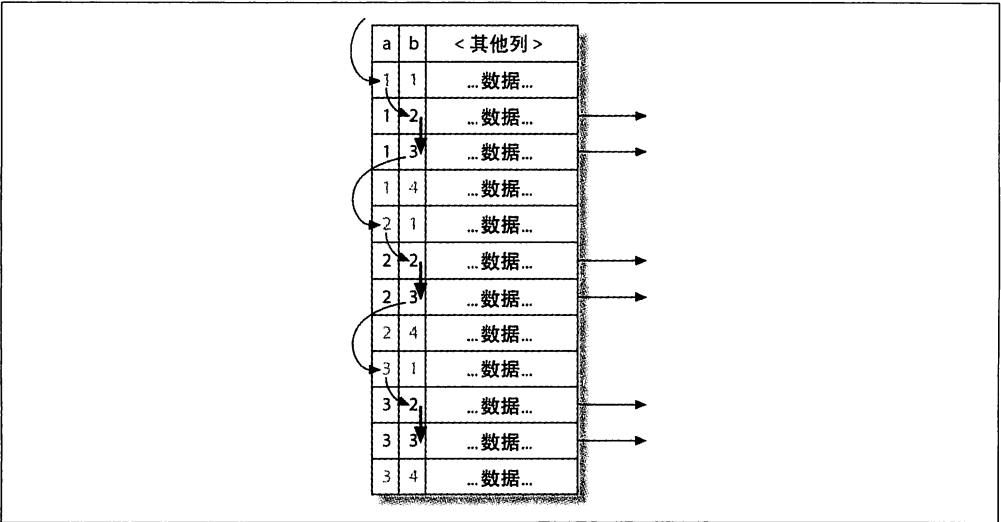 a b <其他列>
1 1 ...数据...
1 2 ...数据...
1 3 ...数据...
1 4 ...数据...
2 1 ...数据...
2 2 ...数据...
2 3 ...数据...
2 4 ...数据...
3 1 ...数据...
3 2 ...数据...
3 3 ...数据...
3 4 ...数据...